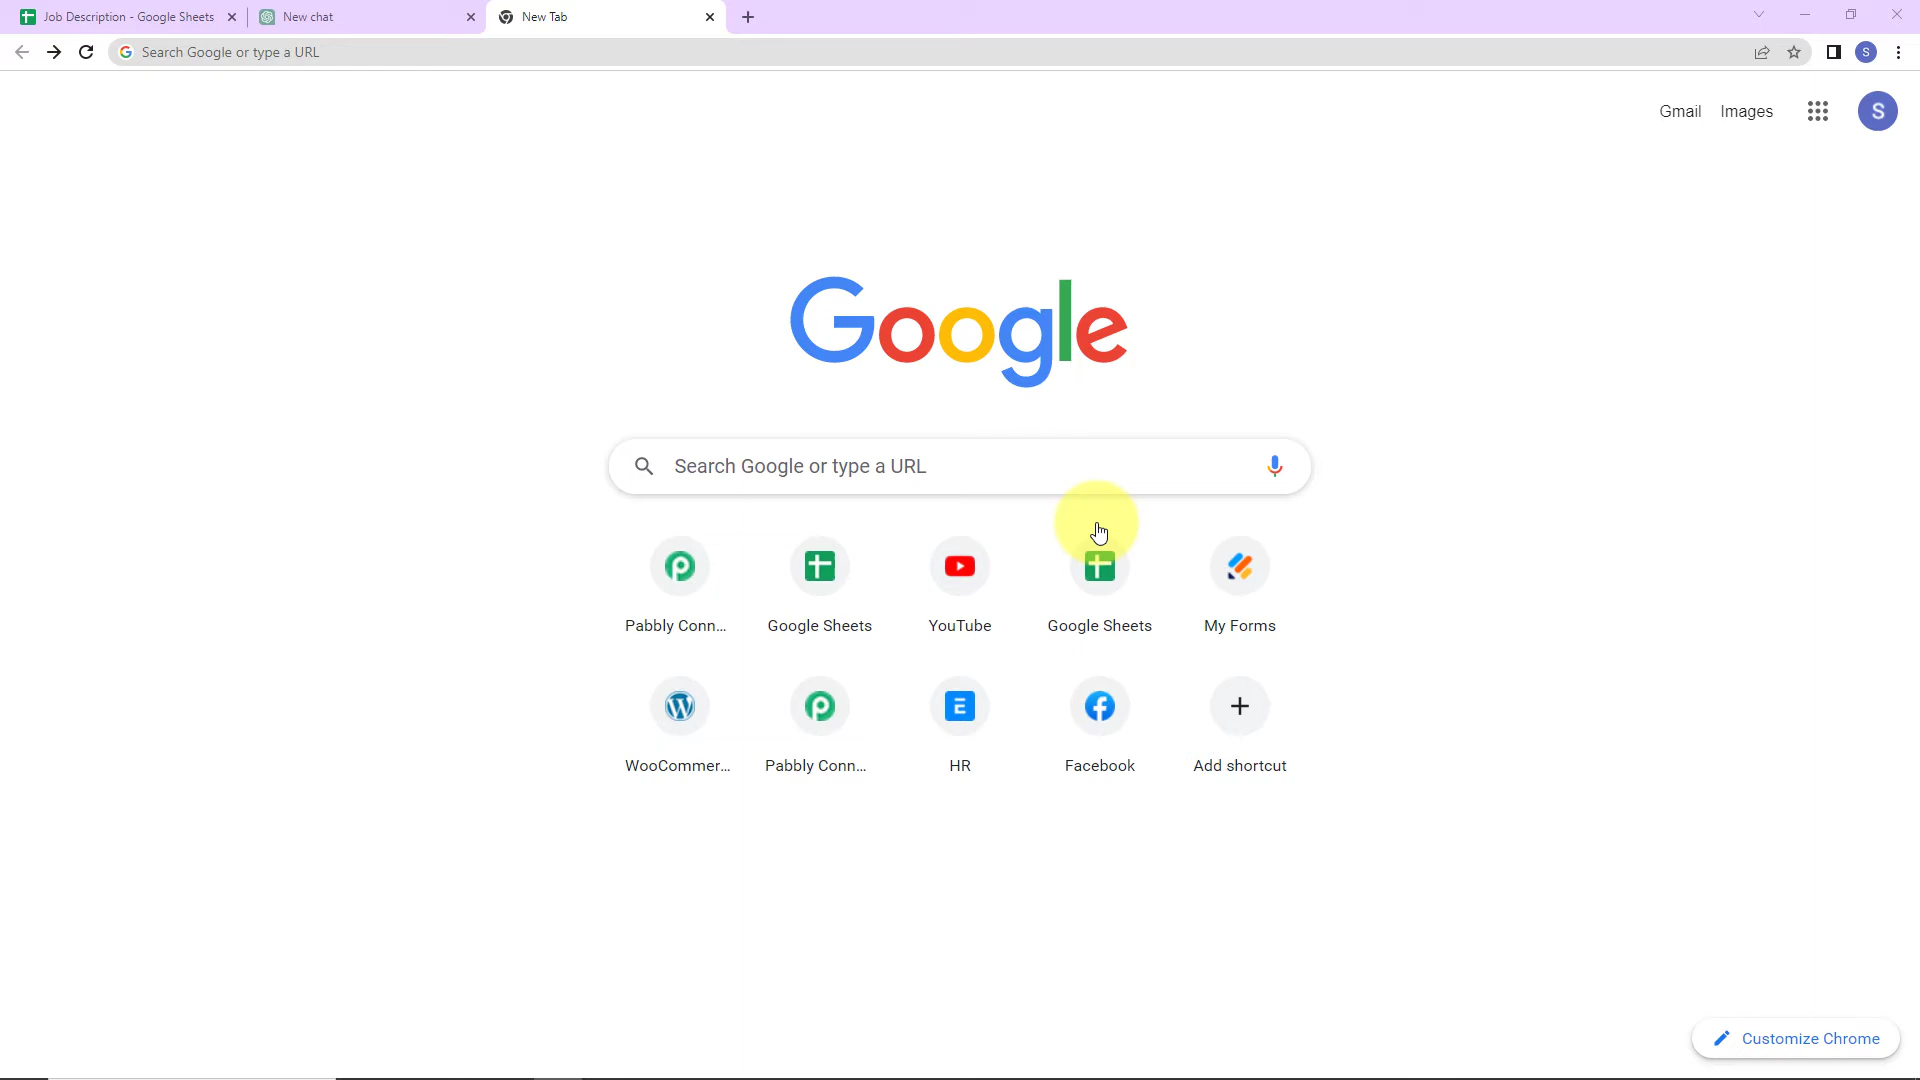 Job Description - Google Sheets
New chat
New Tab
Search Google or type a URL
S
Gmail
Images
S
Google
Search Google or type a URL
Pabbly Conn...
Google Sheets
YouTube
Google Sheets
My Forms
WooCommer...
Pabbly Conn...
HR
Facebook
Add shortcut
Customize Chrome